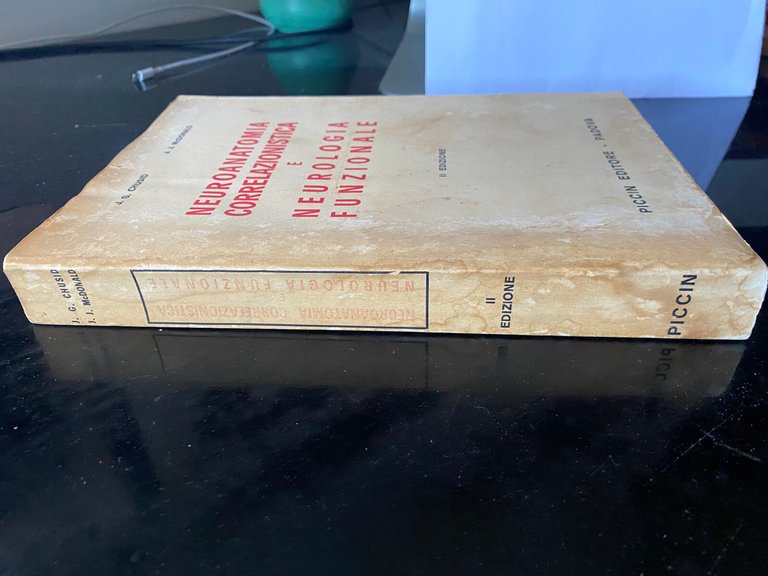 J. G. CHUSID
J. J. McDONALD
NEUROANATOMIA
CORRELAZIONISTICA
E
NEUROLOGIA
FUNZIONALE
II EDIZIONE
PICCIN EDITORE - PADOVA
J. G. CHUSID
J. J. McDONALD
NEUROANATOMIA CORRELAZIONISTICA
E
NEUROLOGIA FUNZIONALE
II
EDIZIONE
PICCIN